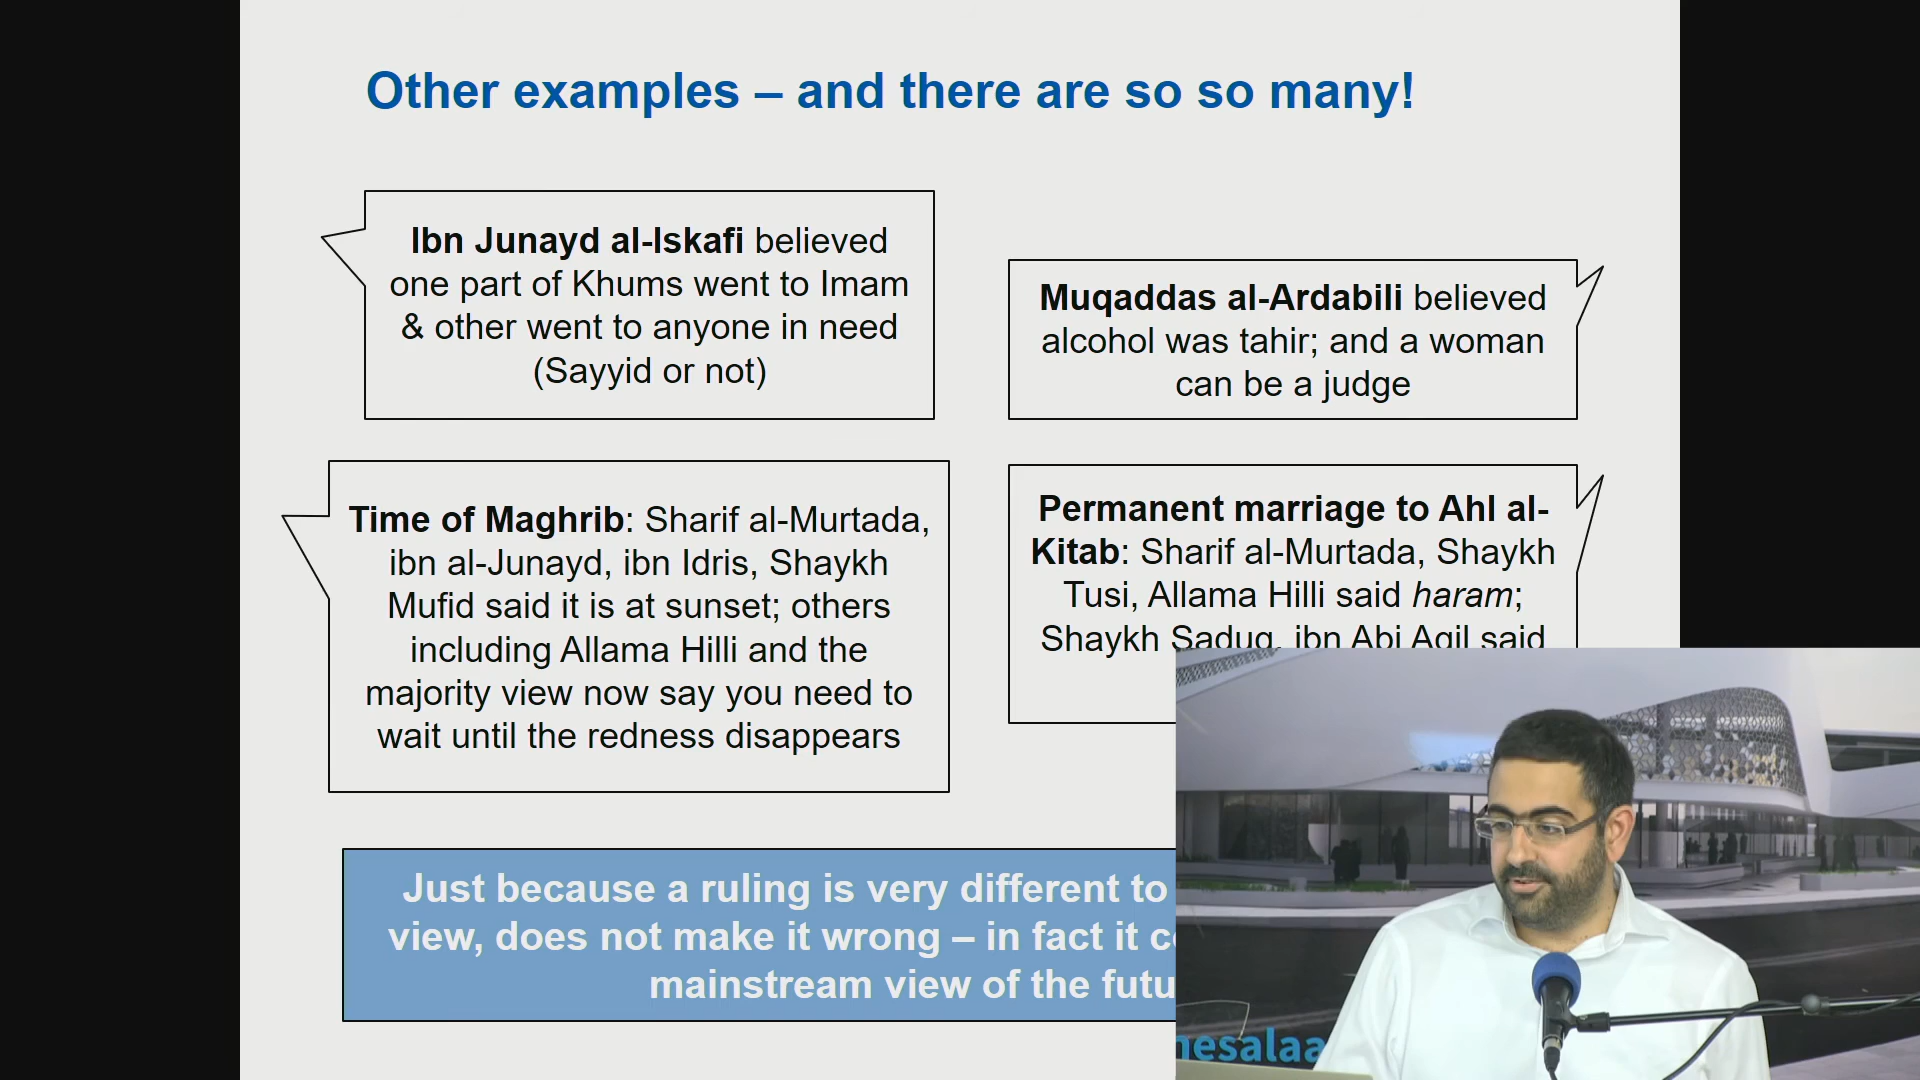 Other examples – and there are so so many!
Ibn Junayd al-Iskafi believed
one part of Khums went to Imam
& other went to anyone in need
(Sayyid or not)
Muqaddas al-Ardabili believed
alcohol was tahir; and a woman
can be a judge
Time of Maghrib: Sharif al-Murtada,
ibn al-Junayd, ibn Idris, Shaykh
Mufid said it is at sunset; others
including Allama Hilli and the
majority view now say you need to
wait until the redness disappears
Permanent marriage to Ahl al-
Kitab: Sharif al-Murtada, Shaykh
Tusi, Allama Hilli said haram;
Shaykh Saduq, ibn Abi Aqil said
Just because a ruling is very different to
view, does not make it wrong – in fact it
mainstream view of the